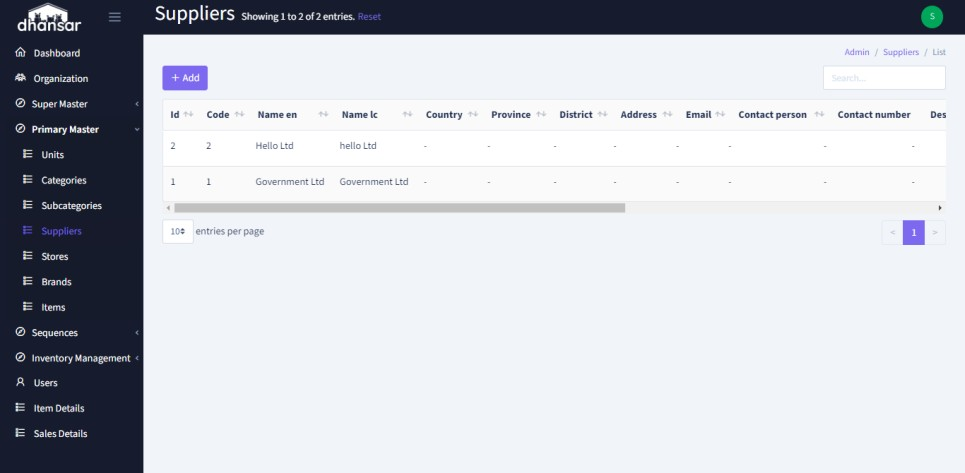 dhansar
Suppliers Showing 1 to 2 of 2 entries. Reset
S
Dashboard
Organization
Super Master
Primary Master
Units
Categories
Subcategories
Suppliers
Stores
Brands
Items
Sequences
Inventory Management
Users
Item Details
Sales Details
Admin / Suppliers / List
+ Add
Search...
Id Code Name en Name lc Country Province District Address Email Contact person Contact number Des
2 2 Hello Ltd hello Ltd - - - - - - -
1 1 Government Ltd Government Ltd - - - - - - -
10 entries per page
< 1 >